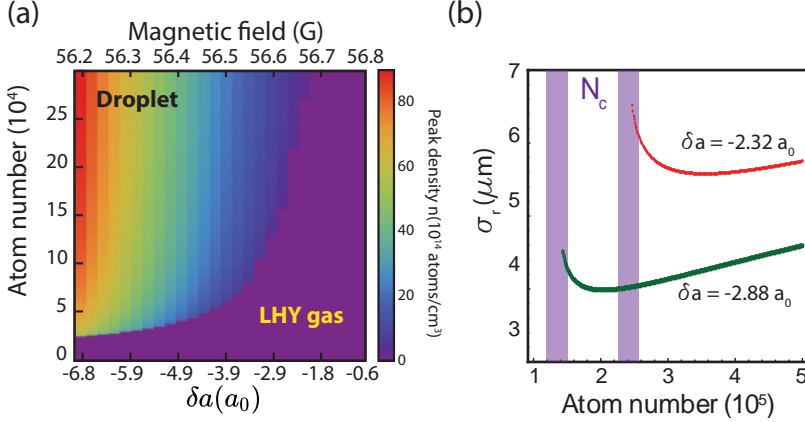 (a)
Magnetic field (G)
56.2 56.3 56.4 56.5 56.6 56.7 56.8
Droplet
LHY gas
Atom number (10⁴)
25
20
15
10
5
0
-6.8 -5.9 -4.9 -3.9 -2.9 -1.8 -0.6
δa(a₀)
80
60
40
20
0
Peak density n(10¹⁴ atoms/cm³)
(b)
7
6
5
4
3
σᵣ (μm)
N_c
δa = -2.32 a₀
δa = -2.88 a₀
1 2 3 4 5
Atom number (10⁵)